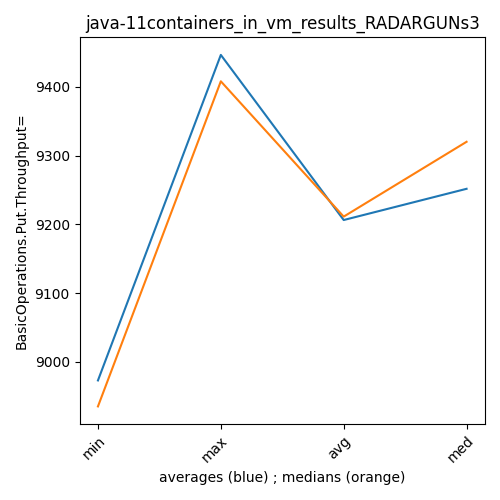 java-11containers_in_vm_results_RADARGUNs3
BasicOperations.Put.Throughput=
9400
9300
9200
9100
9000
min
max
avg
med
averages (blue) ; medians (orange)